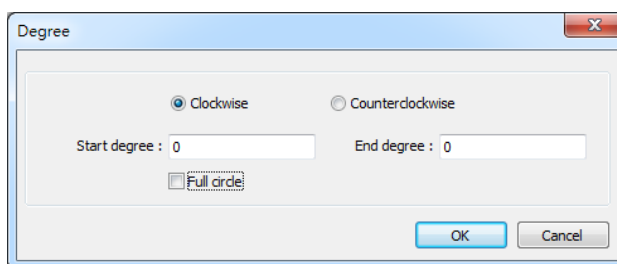 Degree
Clockwise Counterclockwise
Start degree : 0 End degree : 0
Full circle
OK Cancel